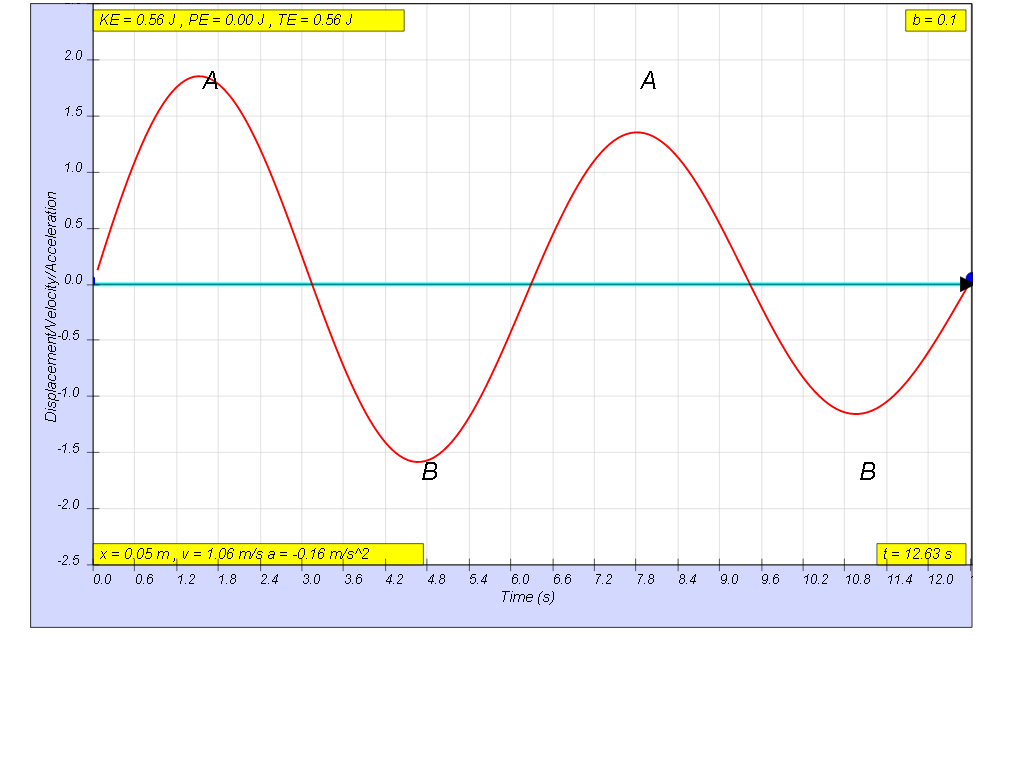 KE = 0.56 J , PE = 0.00 J , TE = 0.56 J
b = 0.1
2.0
A
A
1.5
1.0
0.5
0.0
-0.5
-1.0
-1.5
B
B
-2.0
x = 0.05 m , v = 1.06 m/s a = -0.16 m/s^2
t = 12.63 s
-2.5
Displacement/Velocity/Acceleration
0.0 0.6 1.2 1.8 2.4 3.0 3.6 4.2 4.8 5.4 6.0 6.6 7.2 7.8 8.4 9.0 9.6 10.2 10.8 11.4 12.0
Time (s)